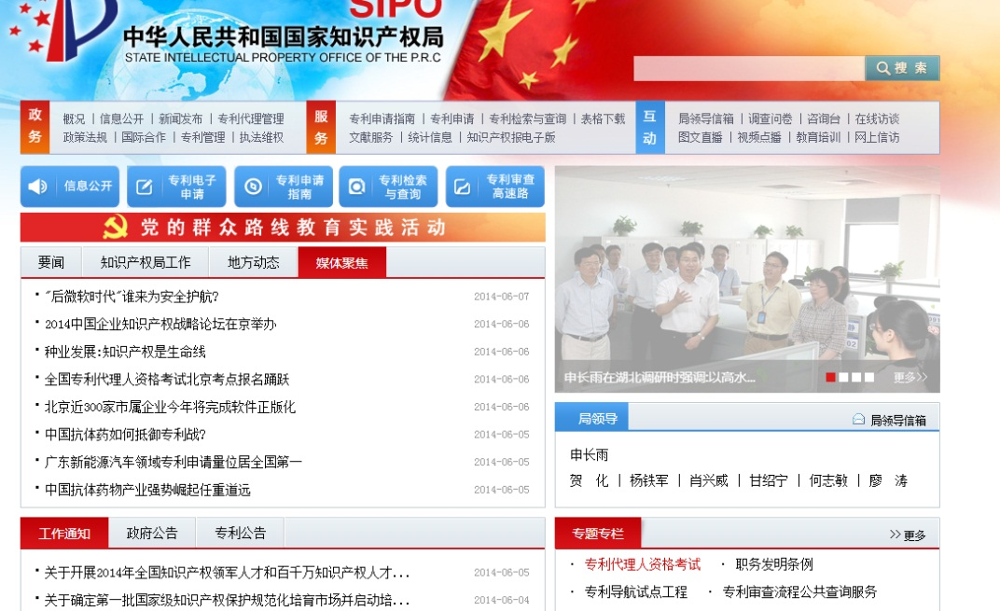 SIPO
中华人民共和国国家知识产权局
STATE INTELLECTUAL PROPERTY OFFICE OF THE P.R.C
搜 索
政务
概况 | 信息公开 | 新闻发布 | 专利代理管理
政策法规 | 国际合作 | 专利管理 | 执法维权
服务
专利申请指南 | 专利申请 | 专利检索与查询 | 表格下载
文献服务 | 统计信息 | 知识产权报电子版
互动
局领导信箱 | 调查问卷 | 咨询台 | 在线访谈
图文直播 | 视频点播 | 教育培训 | 网上信访
信息公开
专利电子
申请
专利申请
指南
专利检索
与查询
专利审查
高速路
党的群众路线教育实践活动
要闻 知识产权局工作 地方动态 媒体聚焦
· "后微软时代"谁来为安全护航? 2014-06-07
· 2014中国企业知识产权战略论坛在京举办 2014-06-06
· 种业发展:知识产权是生命线 2014-06-06
· 全国专利代理人资格考试北京考点报名踊跃 2014-06-06
· 北京近300家市属企业今年将完成软件正版化 2014-06-06
· 中国抗体药如何抵御专利战? 2014-06-05
· 广东新能源汽车领域专利申请量位居全国第一 2014-06-05
· 中国抗体药物产业强势崛起任重道远 2014-06-05
申长雨在湖北调研时强调:以高水... 更多>>
局领导 局领导信箱
申长雨
贺 化 | 杨铁军 | 肖兴威 | 甘绍宁 | 何志敏 | 廖 涛
工作通知 政府公告 专利公告
· 关于开展2014年全国知识产权领军人才和百千万知识产权人才... 2014-06-05
· 关于确定第一批国家级知识产权保护规范化培育市场并启动培... 2014-06-04
专题专栏 >> 更多
· 专利代理人资格考试 · 职务发明条例
· 专利导航试点工程 · 专利审查流程公共查询服务